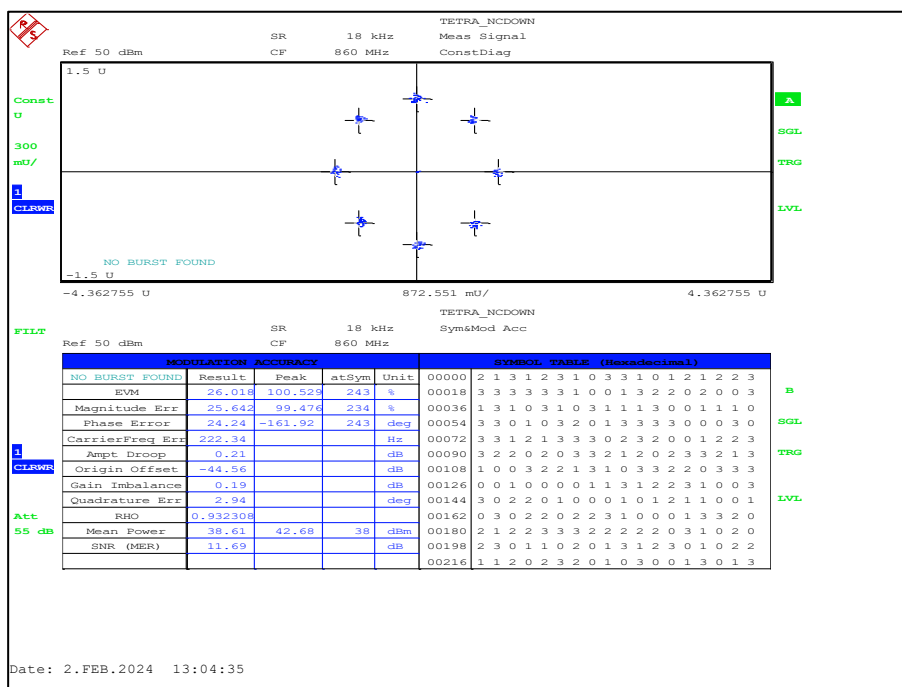 R S
TETRA_NCDOWN
SR 18 kHz Meas Signal
Ref 50 dBm CF 860 MHz ConstDiag
1.5 U
Const
U
300
mU/
1
CLRWR
A
SGL
TRG
LVL
NO BURST FOUND
-1.5 U
-4.362755 U 872.551 mU/ 4.362755 U
TETRA_NCDOWN
FILT SR 18 kHz Sym&Mod Acc
Ref 50 dBm CF 860 MHz
MODULATION ACCURACY SYMBOL TABLE (Hexadecimal)
NO BURST FOUND Result Peak atSym Unit 00000 2 1 3 1 2 3 1 0 3 3 1 0 1 2 1 2 2 3
EVM 26.018 100.529 243 % 00018 3 3 3 3 3 3 1 0 0 1 3 2 2 0 2 0 0 3 B
Magnitude Err 25.642 99.476 234 % 00036 1 3 1 0 3 1 0 3 1 1 1 3 0 0 1 1 1 0
Phase Error 24.24 -161.92 243 deg 00054 3 3 0 1 0 3 2 0 1 3 3 3 3 0 0 0 3 0 SGL
CarrierFreq Err 222.34 Hz 00072 3 3 1 2 1 3 3 3 0 2 3 2 0 0 1 2 2 3
1 Ampt Droop 0.21 dB 00090 3 2 2 0 2 0 3 3 2 1 2 0 2 3 3 2 1 3 TRG
CLRWR Origin Offset -44.56 dB 00108 1 0 0 3 2 2 1 3 1 0 3 3 2 2 0 3 3 3
Gain Imbalance 0.19 dB 00126 0 0 1 0 0 0 0 1 1 3 1 2 2 3 1 0 0 3
Quadrature Err 2.94 deg 00144 3 0 2 2 0 1 0 0 0 1 0 1 2 1 1 0 0 1 LVL
Att RHO 0.932308 00162 0 3 0 2 2 0 2 2 3 1 0 0 0 1 3 3 2 0
55 dB Mean Power 38.61 42.68 38 dBm 00180 2 1 2 2 3 3 3 2 2 2 2 2 0 3 1 0 2 0
SNR (MER) 11.69 dB 00198 2 3 0 1 1 0 2 0 1 3 1 2 3 0 1 0 2 2
00216 1 1 2 0 2 3 2 0 1 0 3 0 0 1 3 0 1 3
Date: 2.FEB.2024 13:04:35